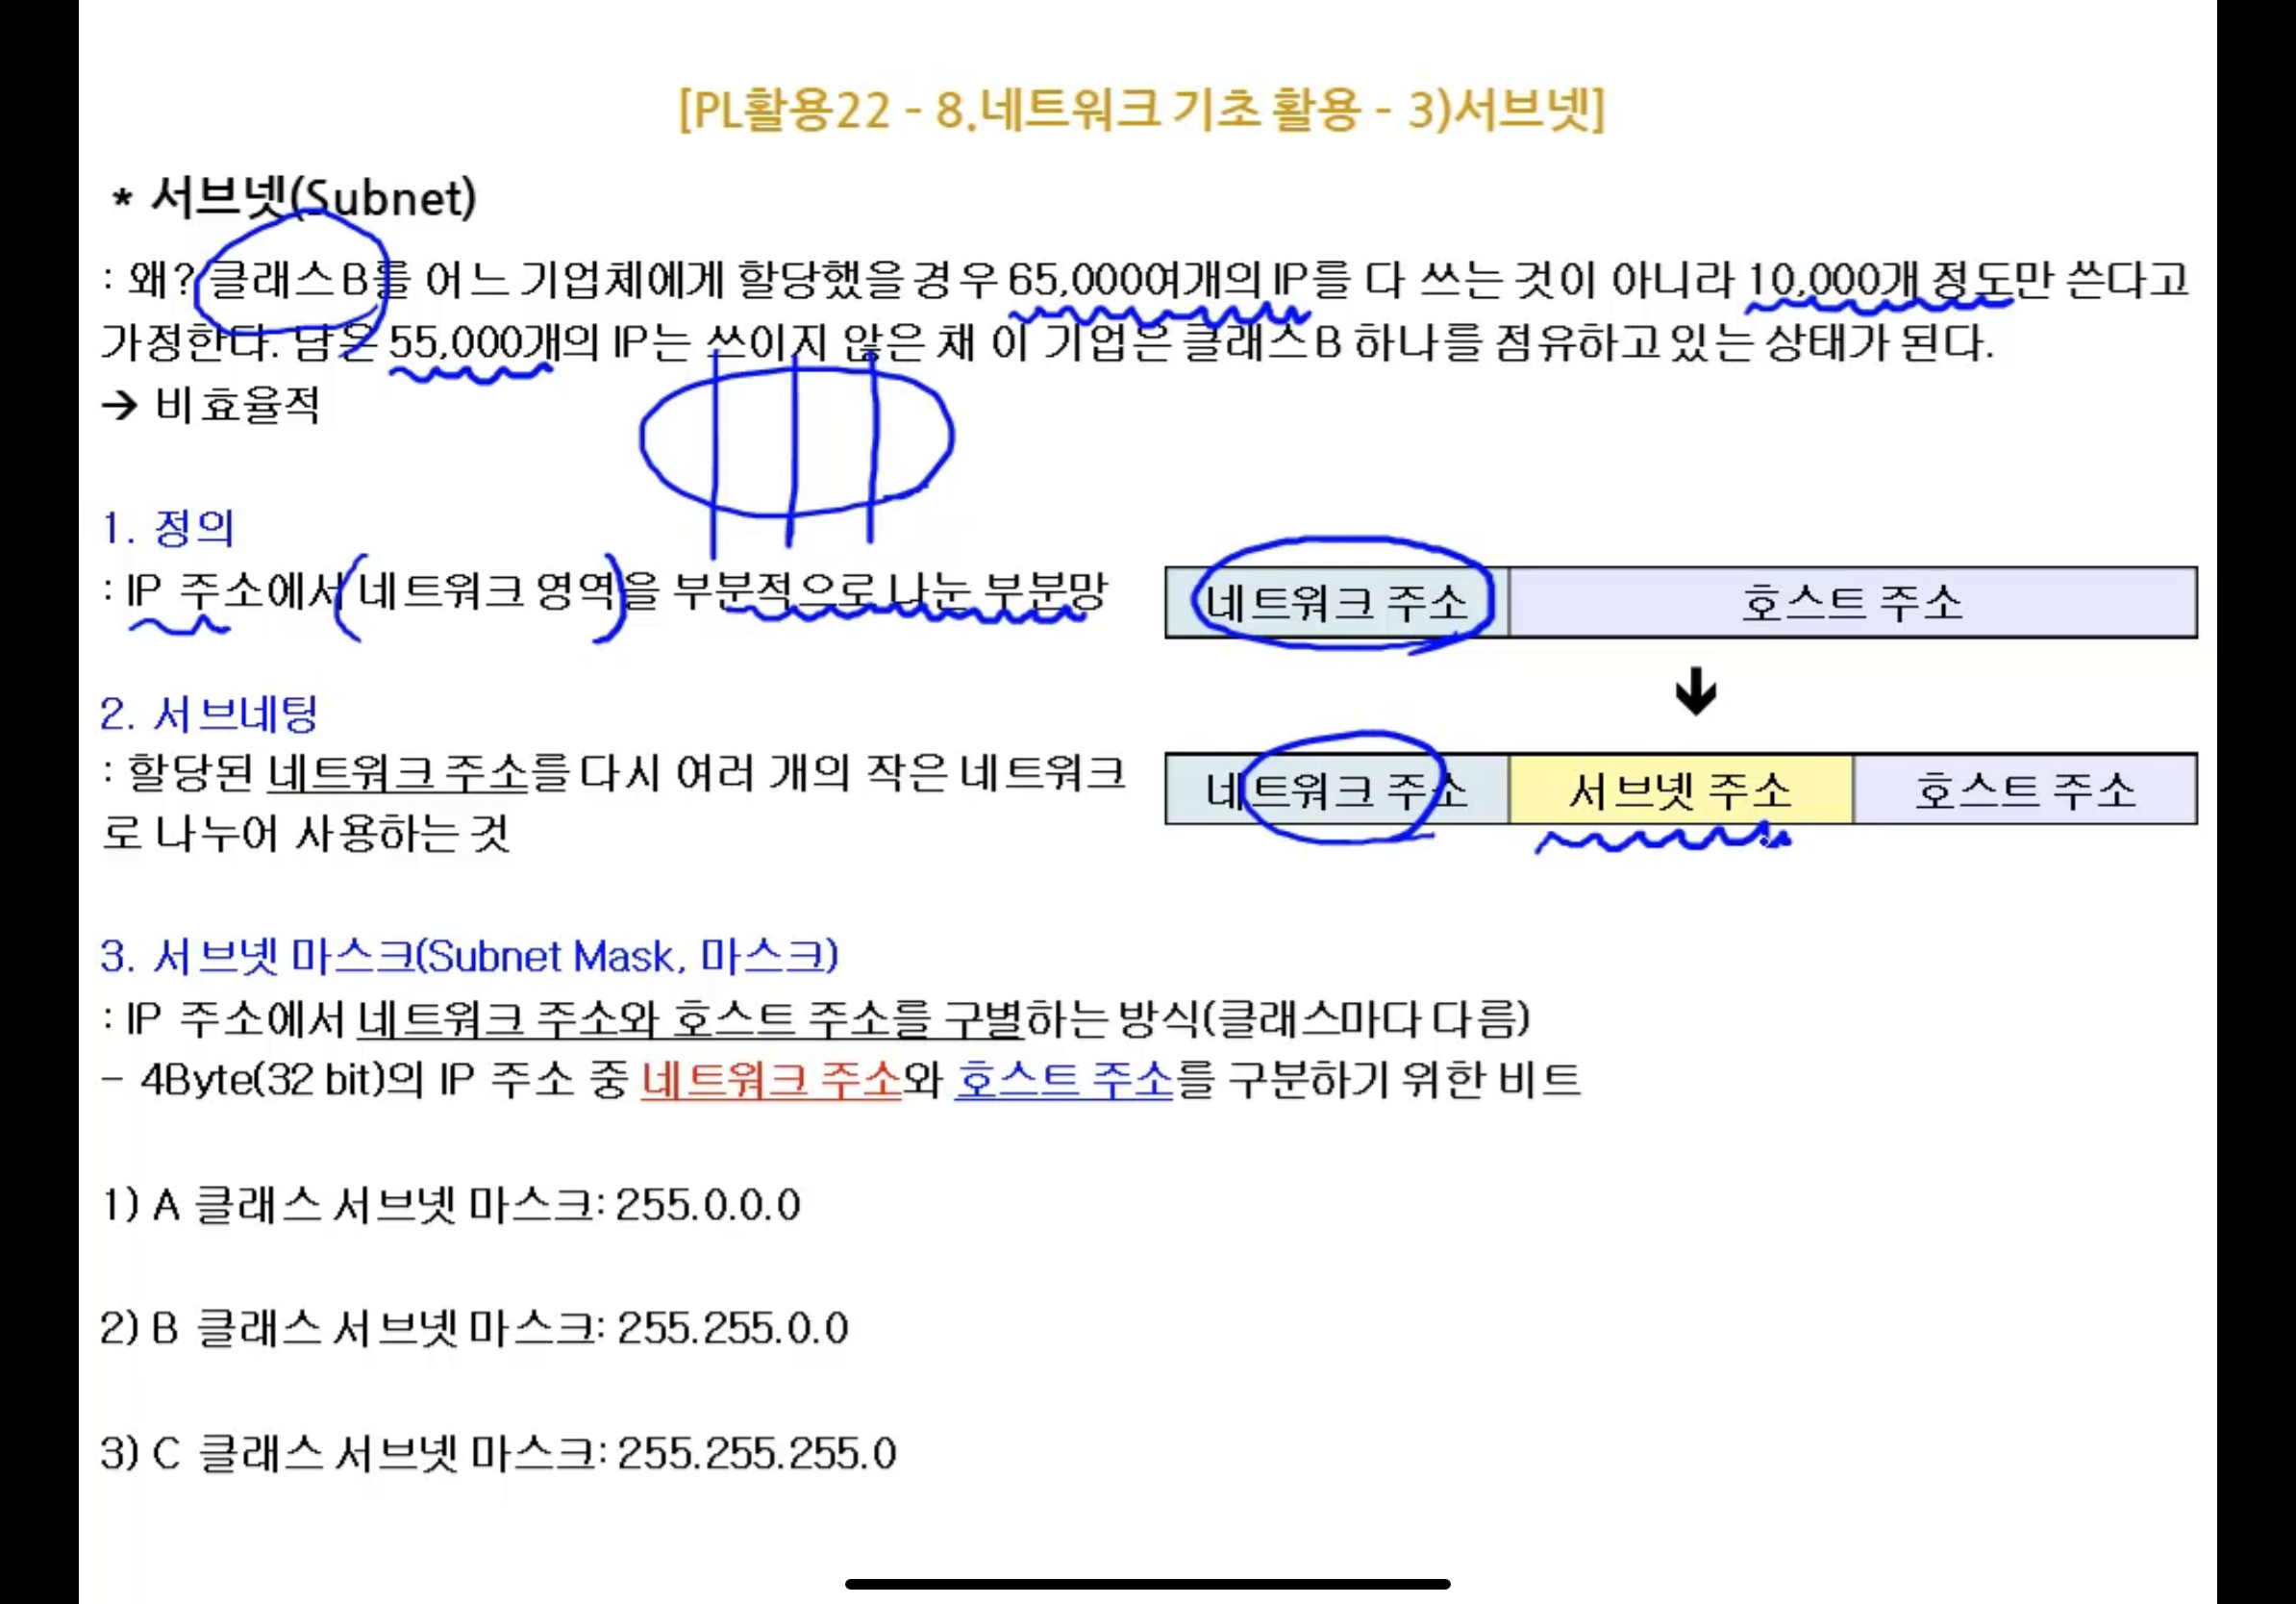 [PL활용22 - 8.네트워크 기초 활용 - 3)서브넷]
* 서브넷(Subnet)
: 왜? 클래스B를 어느 기업체에게 할당했을 경우 65,000여개의 IP를 다 쓰는 것이 아니라 10,000개 정도만 쓴다고
가정한다. 남은 55,000개의 IP는 쓰이지 않은 채 이 기업은 클래스B 하나를 점유하고 있는 상태가 된다.
→ 비효율적
1. 정의
: IP 주소에서 네트워크 영역을 부분적으로 나눈 부분망
네트워크 주소 호스트 주소
2. 서브네팅
: 할당된 네트워크 주소를 다시 여러 개의 작은 네트워크
로 나누어 사용하는 것
네트워크 주소 서브넷 주소 호스트 주소
3. 서브넷 마스크(Subnet Mask, 마스크)
: IP 주소에서 네트워크 주소와 호스트 주소를 구별하는 방식(클래스마다 다름)
- 4Byte(32 bit)의 IP 주소 중 네트워크 주소와 호스트 주소를 구분하기 위한 비트
1) A 클래스 서브넷 마스크: 255.0.0.0
2) B 클래스 서브넷 마스크: 255.255.0.0
3) C 클래스 서브넷 마스크: 255.255.255.0